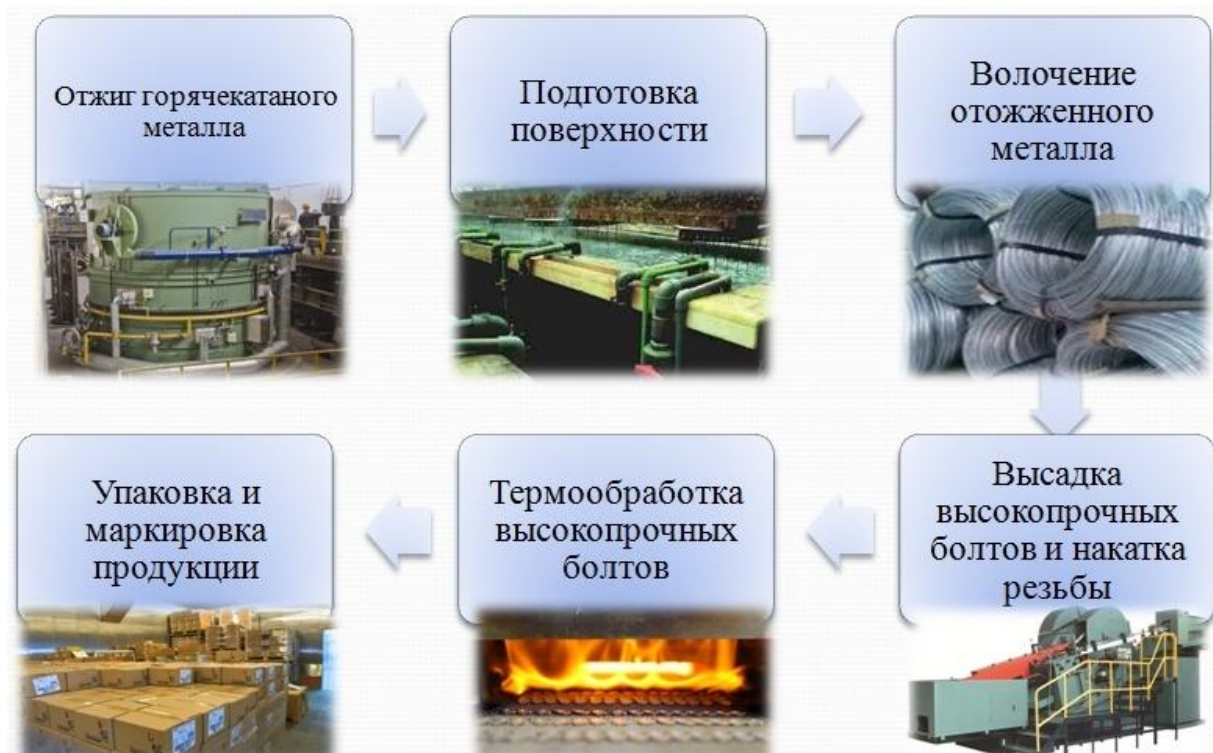 Отжиг горячекатаного
металла
Подготовка
поверхности
Волочение
отожженного
металла
Высадка
высокопрочных
болтов и накатка
резьбы
Термообработка
высокопрочных
болтов
Упаковка и
маркировка
продукции